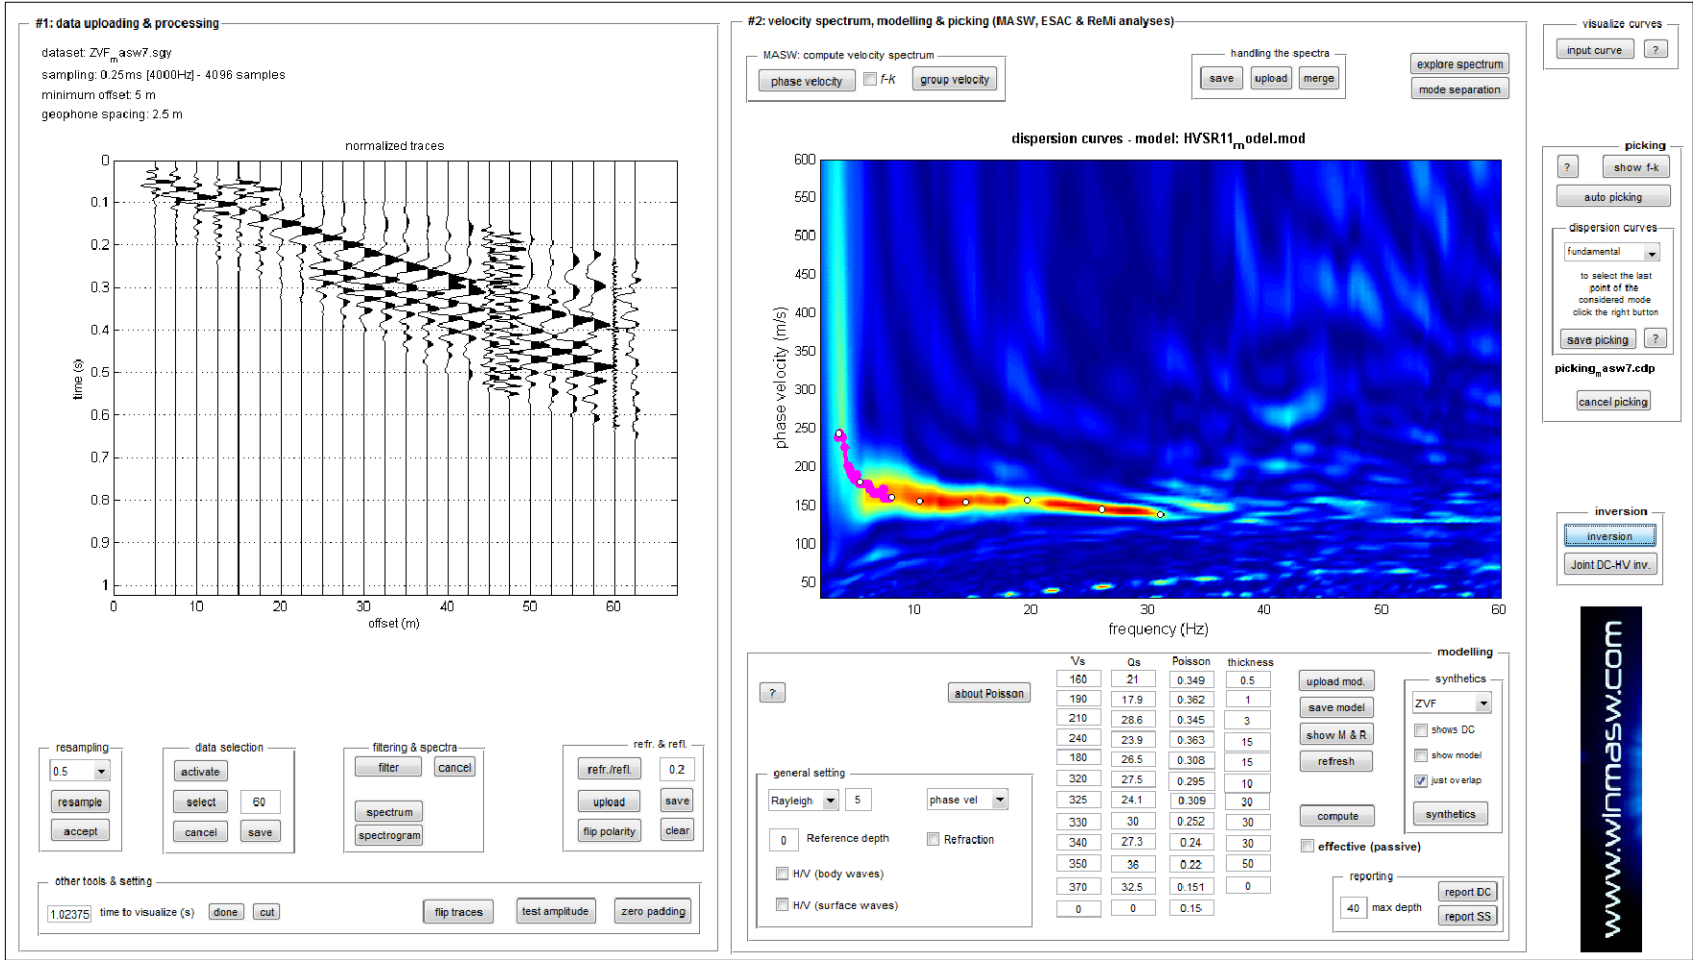 #1: data uploading & processing
dataset: ZVF_masw7.sgy
sampling: 0.25ms [4000Hz] - 4096 samples
minimum offset: 5 m
geophone spacing: 2.5 m
normalized traces
0
0.1
0.2
0.3
0.4
0.5
0.6
0.7
0.8
0.9
1
time (s)
0 10 20 30 40 50 60
offset (m)
resampling
0.5
resample
accept
data selection
activate
select 60
cancel save
filtering & spectra
filter cancel
spectrum
spectrogram
refr. & refl.
refr./refl. 0.2
upload save
flip polarity clear
other tools & setting
1.02375 time to visualize (s) done cut flip traces test amplitude zero padding
#2: velocity spectrum, modelling & picking (MASW, ESAC & ReMi analyses)
MASW: compute velocity spectrum
phase velocity f-k group velocity
handling the spectra
save upload merge
explore spectrum
mode separation
dispersion curves - model: HVSR11_model.mod
600
550
500
450
400
350
300
250
200
150
100
50
phase velocity (m/s)
10 20 30 40 50 60
frequency (Hz)
modelling
? about Poisson
general setting
Rayleigh 5 phase vel
0 Reference depth Refraction
H/V (body waves)
H/V (surface waves)
Vs Qs Poisson thickness
160 21 0.349 0.5
190 17.9 0.362 1
210 28.6 0.345 3
240 23.9 0.363 15
180 26.5 0.308 15
320 27.5 0.295 10
325 24.1 0.309 30
330 30 0.252 30
340 27.3 0.24 30
350 36 0.22 50
370 32.5 0.151 0
0 0 0.15
upload mod.
save model
show M & R
refresh
compute
effective (passive)
synthetics
ZVF
shows DC
show model
just overlap
synthetics
reporting
40 max depth
report DC
report SS
visualize curves
input curve ?
picking
? show f-k
auto picking
dispersion curves
fundamental
to select the last
point of the
considered mode
click the right button
save picking ?
picking_masw7.cdp
cancel picking
inversion
inversion
Joint DC-HV inv.
www.winmasw.com